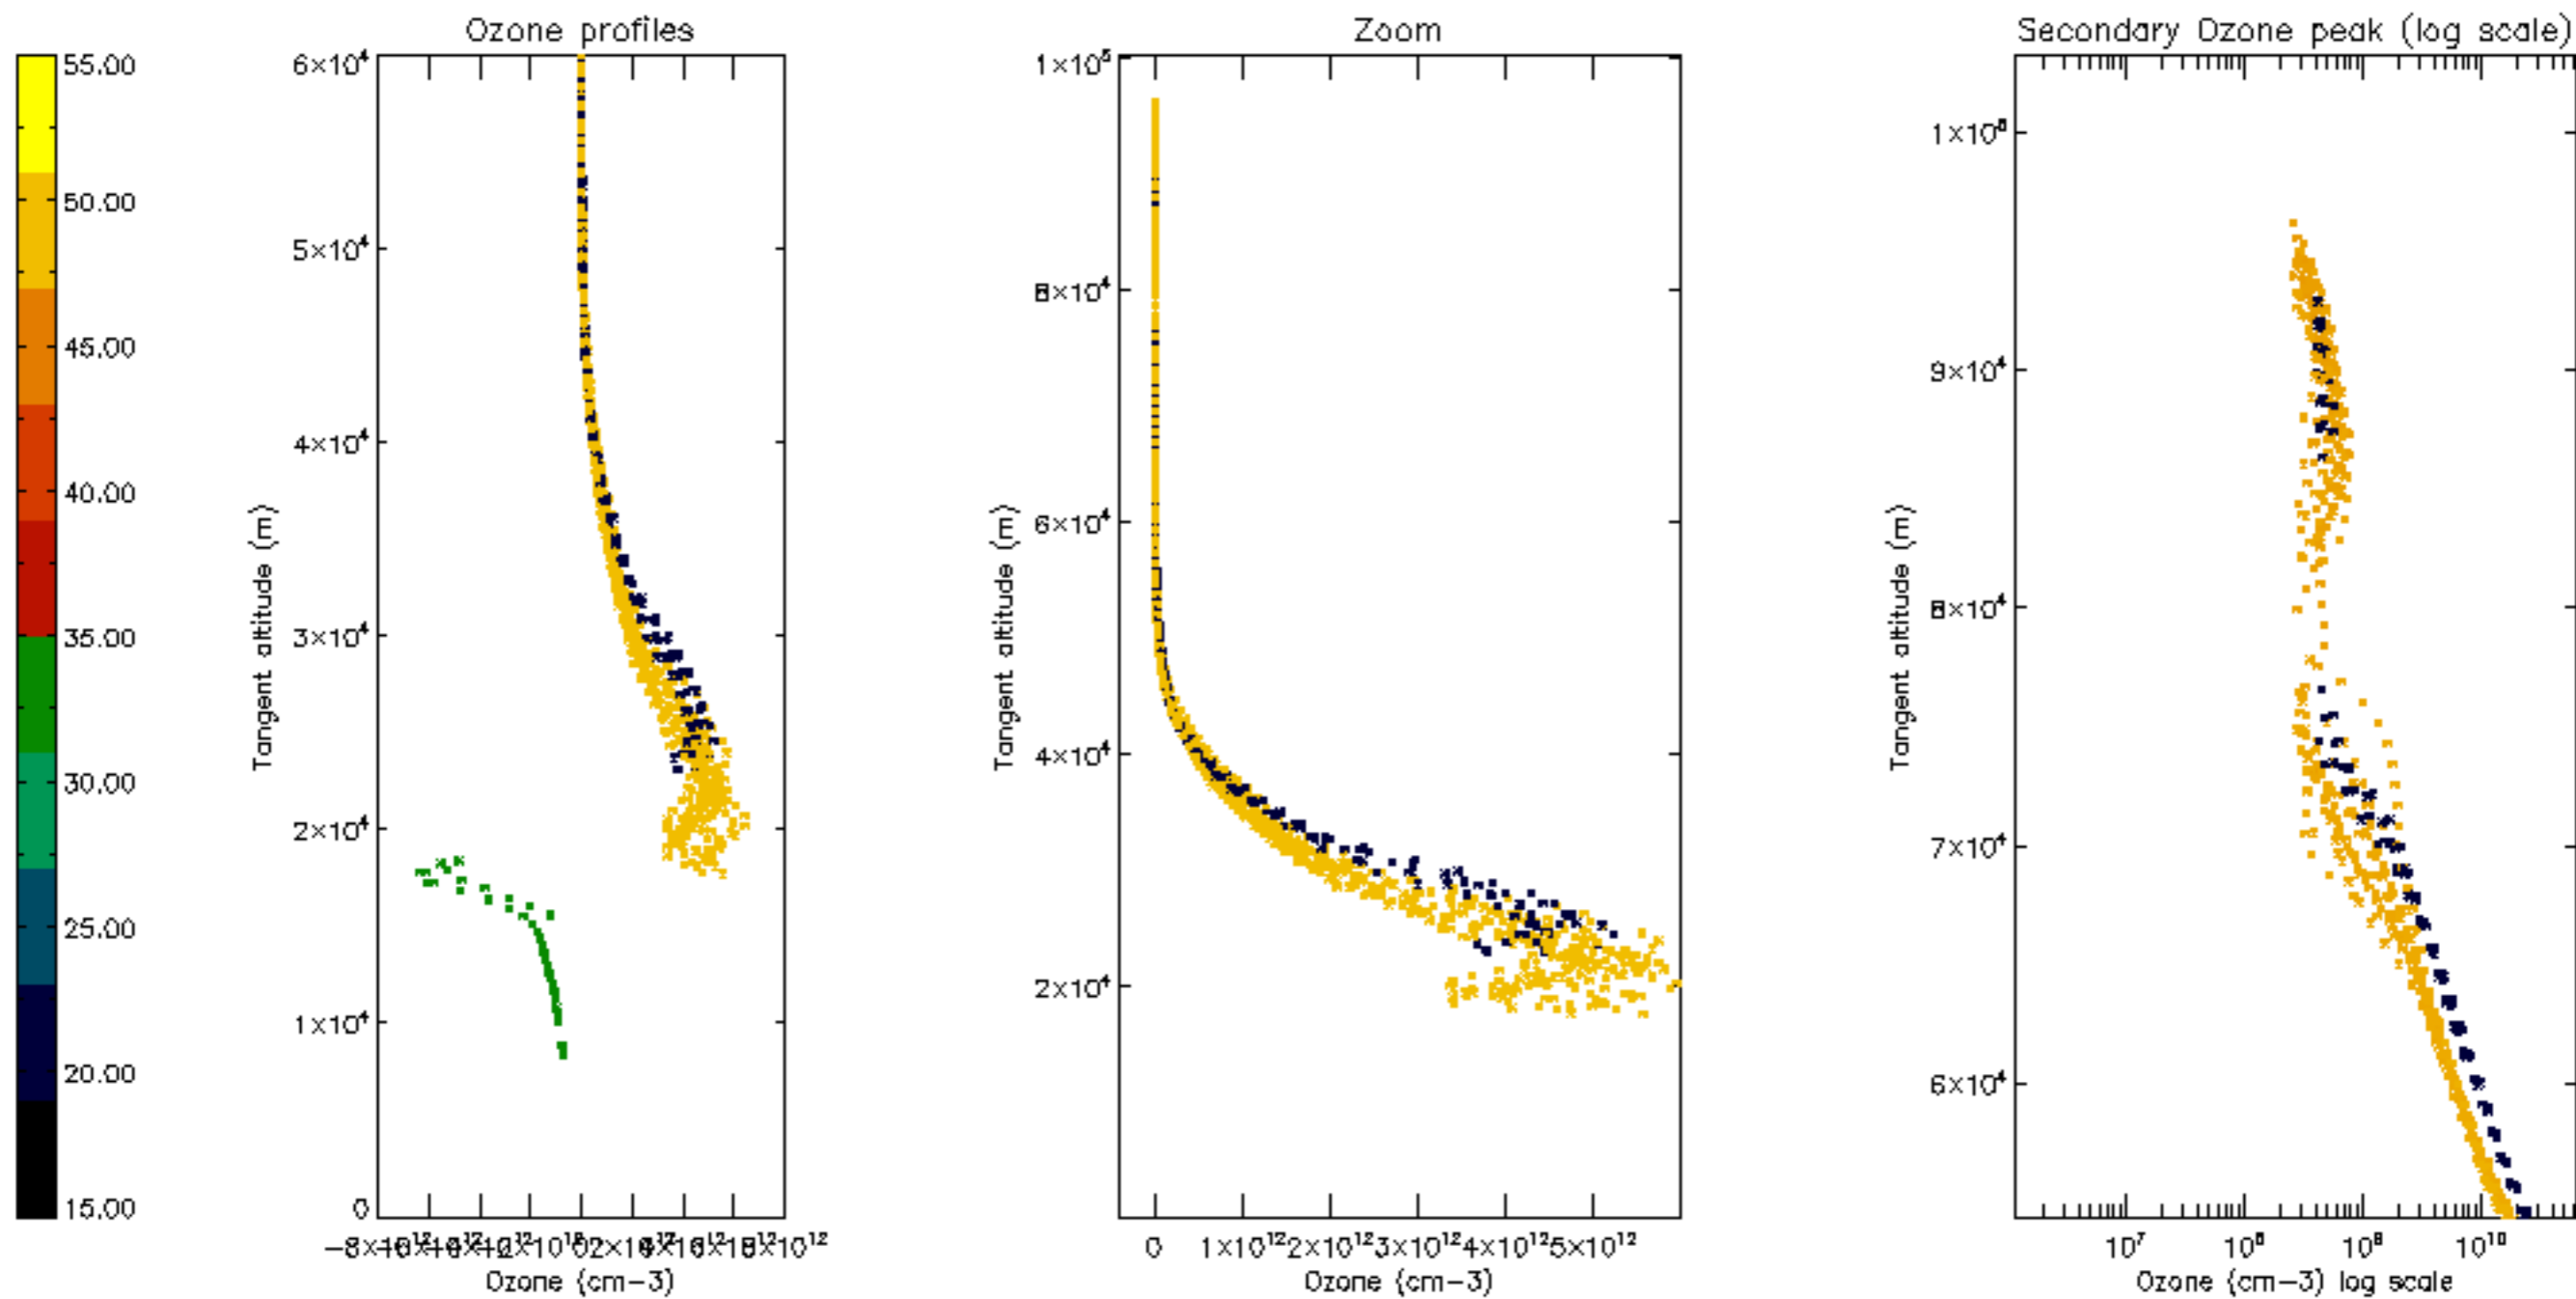 Ozone profiles
Zoom
Secondary Ozone peak (log scale)
55.00
50.00
45.00
40.00
35.00
30.00
25.00
20.00
15.00
6×10⁴
5×10⁴
4×10⁴
3×10⁴
2×10⁴
1×10⁴
0
Tangent altitude (m)
Ozone (cm-3)
1×10⁵
8×10⁴
6×10⁴
4×10⁴
2×10⁴
Tangent altitude (m)
0 1×10¹² 2×10¹² 3×10¹² 4×10¹² 5×10¹²
Ozone (cm-3)
9×10⁴
8×10⁴
7×10⁴
6×10⁴
Tangent altitude (m)
10⁷ 10⁸ 10⁹ 10¹⁰
Ozone (cm-3) log scale